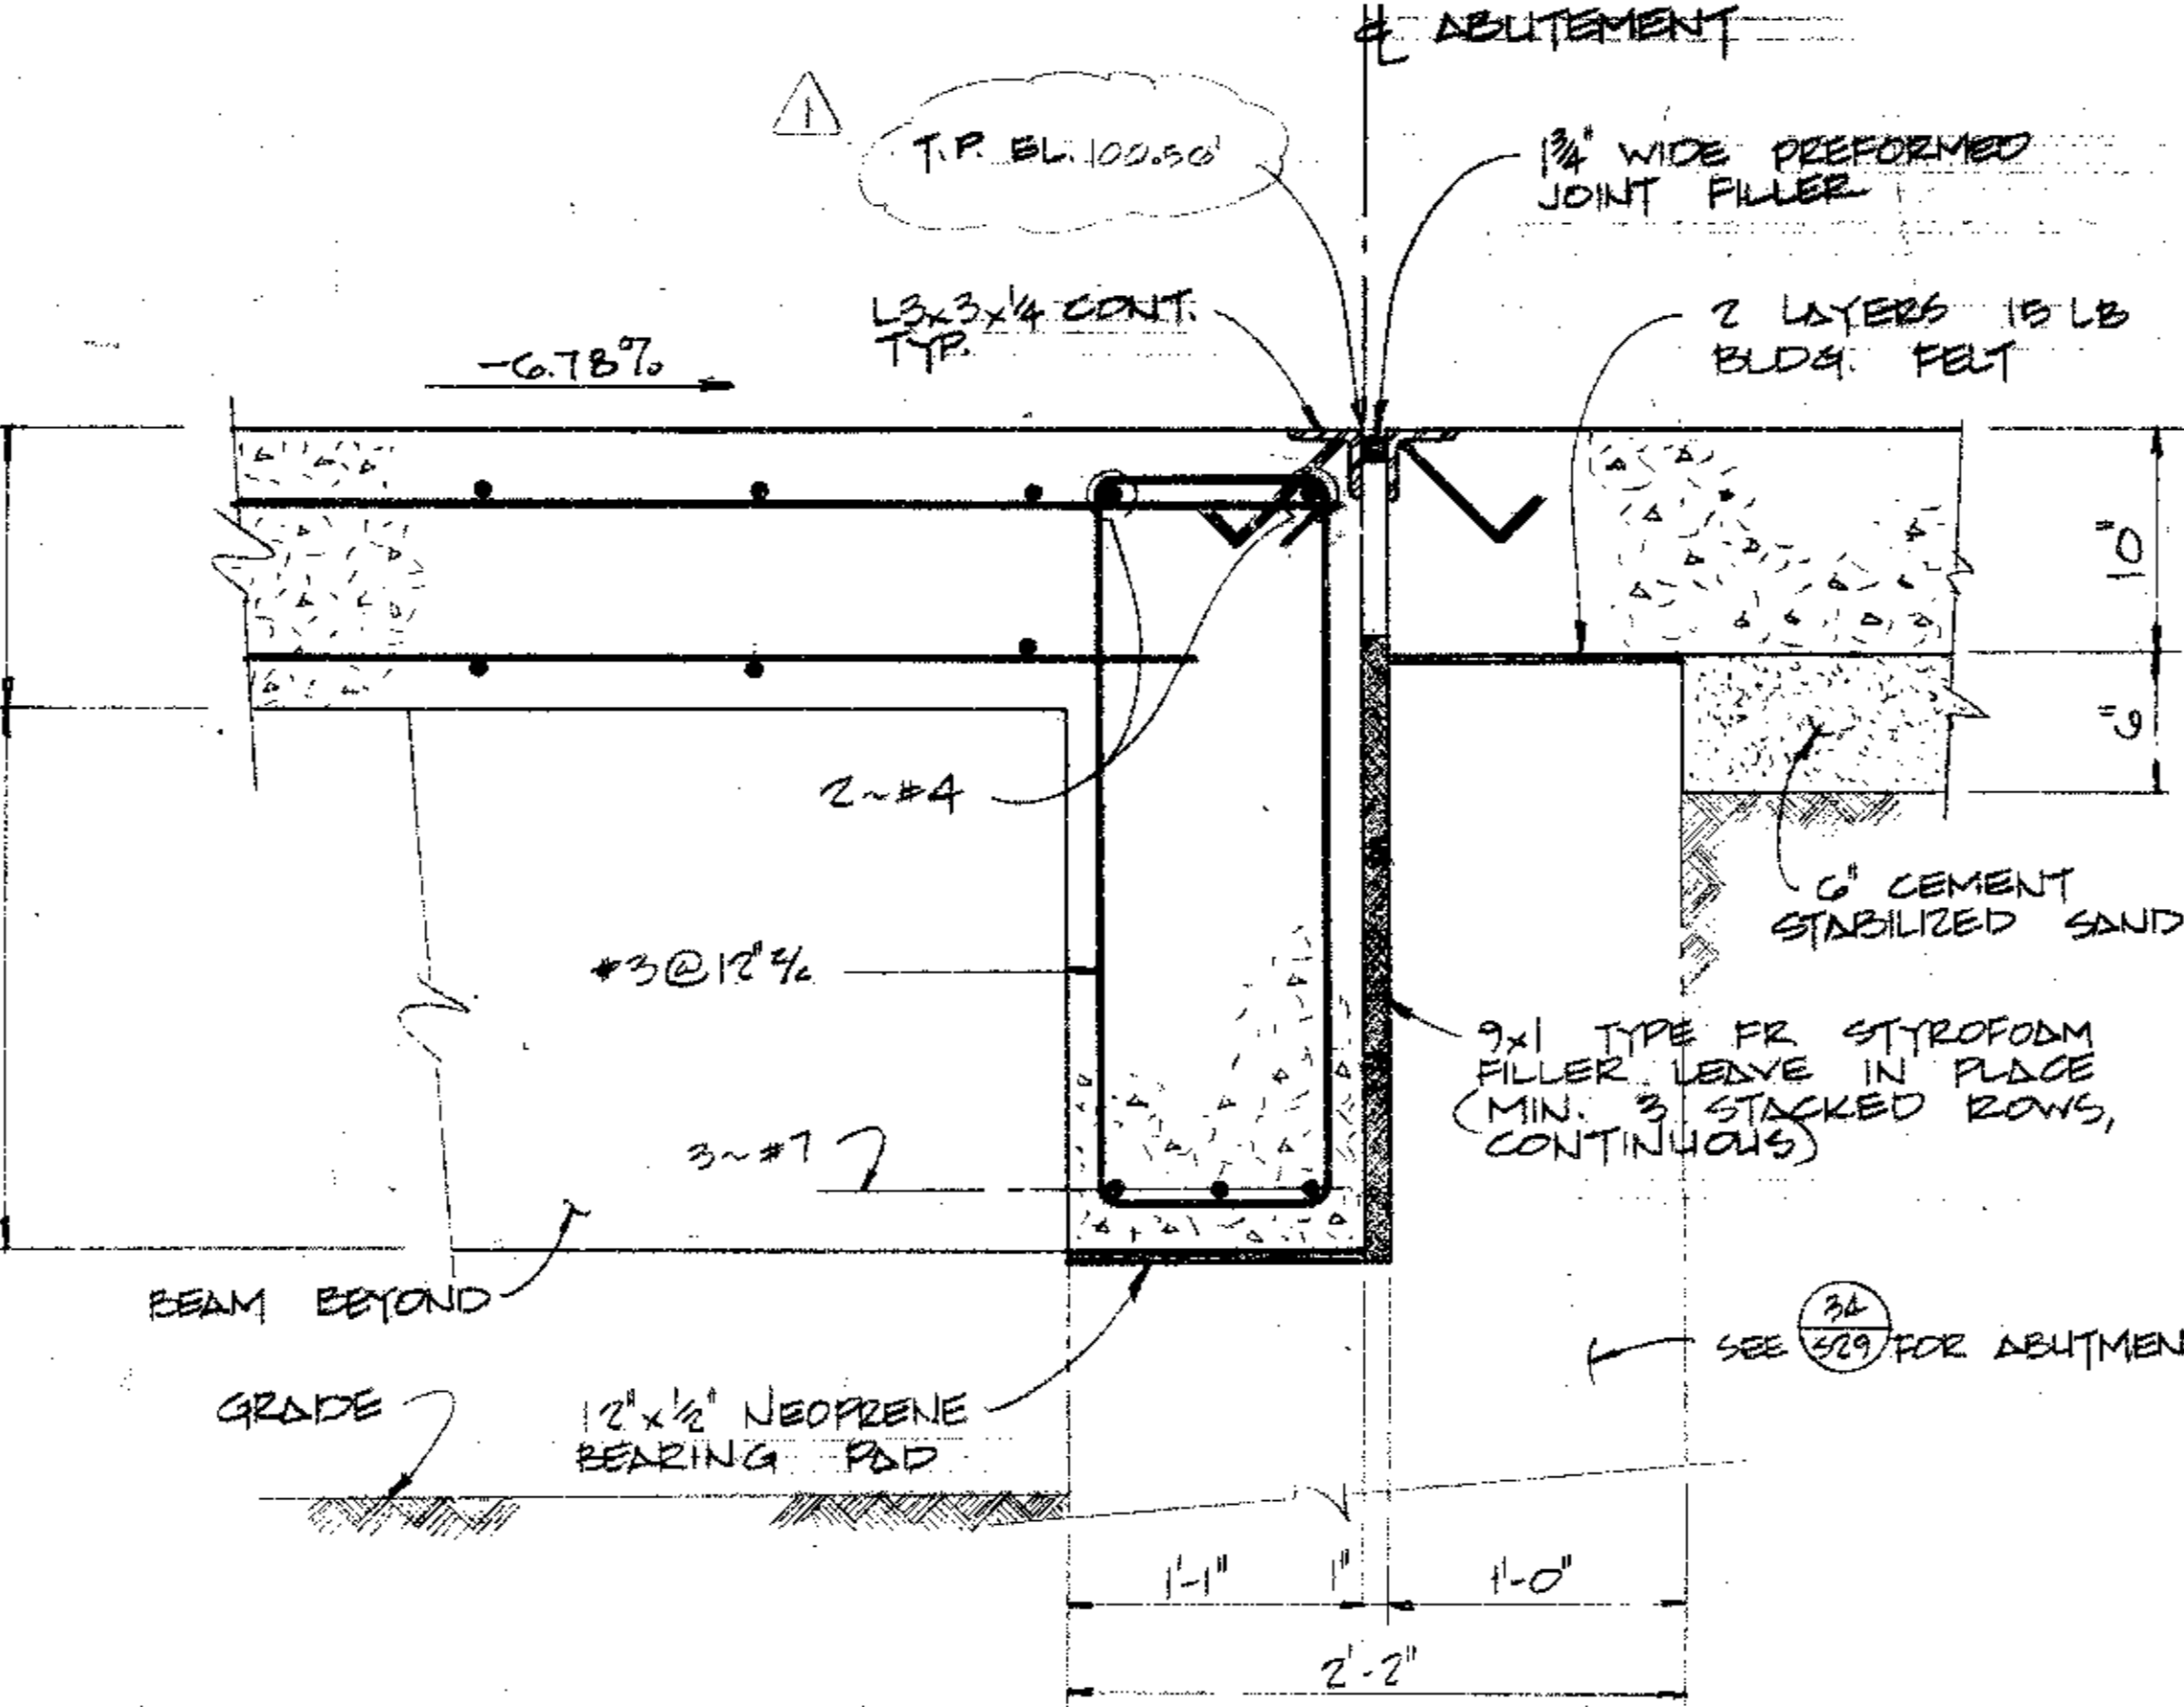 ℄ ABUTEMENT
1
T.P. EL. 100.50'
1¾" WIDE PREFORMED
JOINT FILLER
L3x3x¼ CONT.
TYP.
2 LAYERS 15 LB
BLDG. FELT
-6.78%
10"
6"
2~#4
6" CEMENT
STABILIZED SAND
#3@12" ℅
9x1 TYPE FR STYROFOAM
FILLER LEAVE IN PLACE
(MIN. 3 STACKED ROWS,
CONTINUOUS)
3~#7
BEAM BEYOND
34
S29
SEE FOR ABUTMEN
GRADE
12"x½" NEOPRENE
BEARING PAD
1'-1" 1" 1'-0"
2'-2"